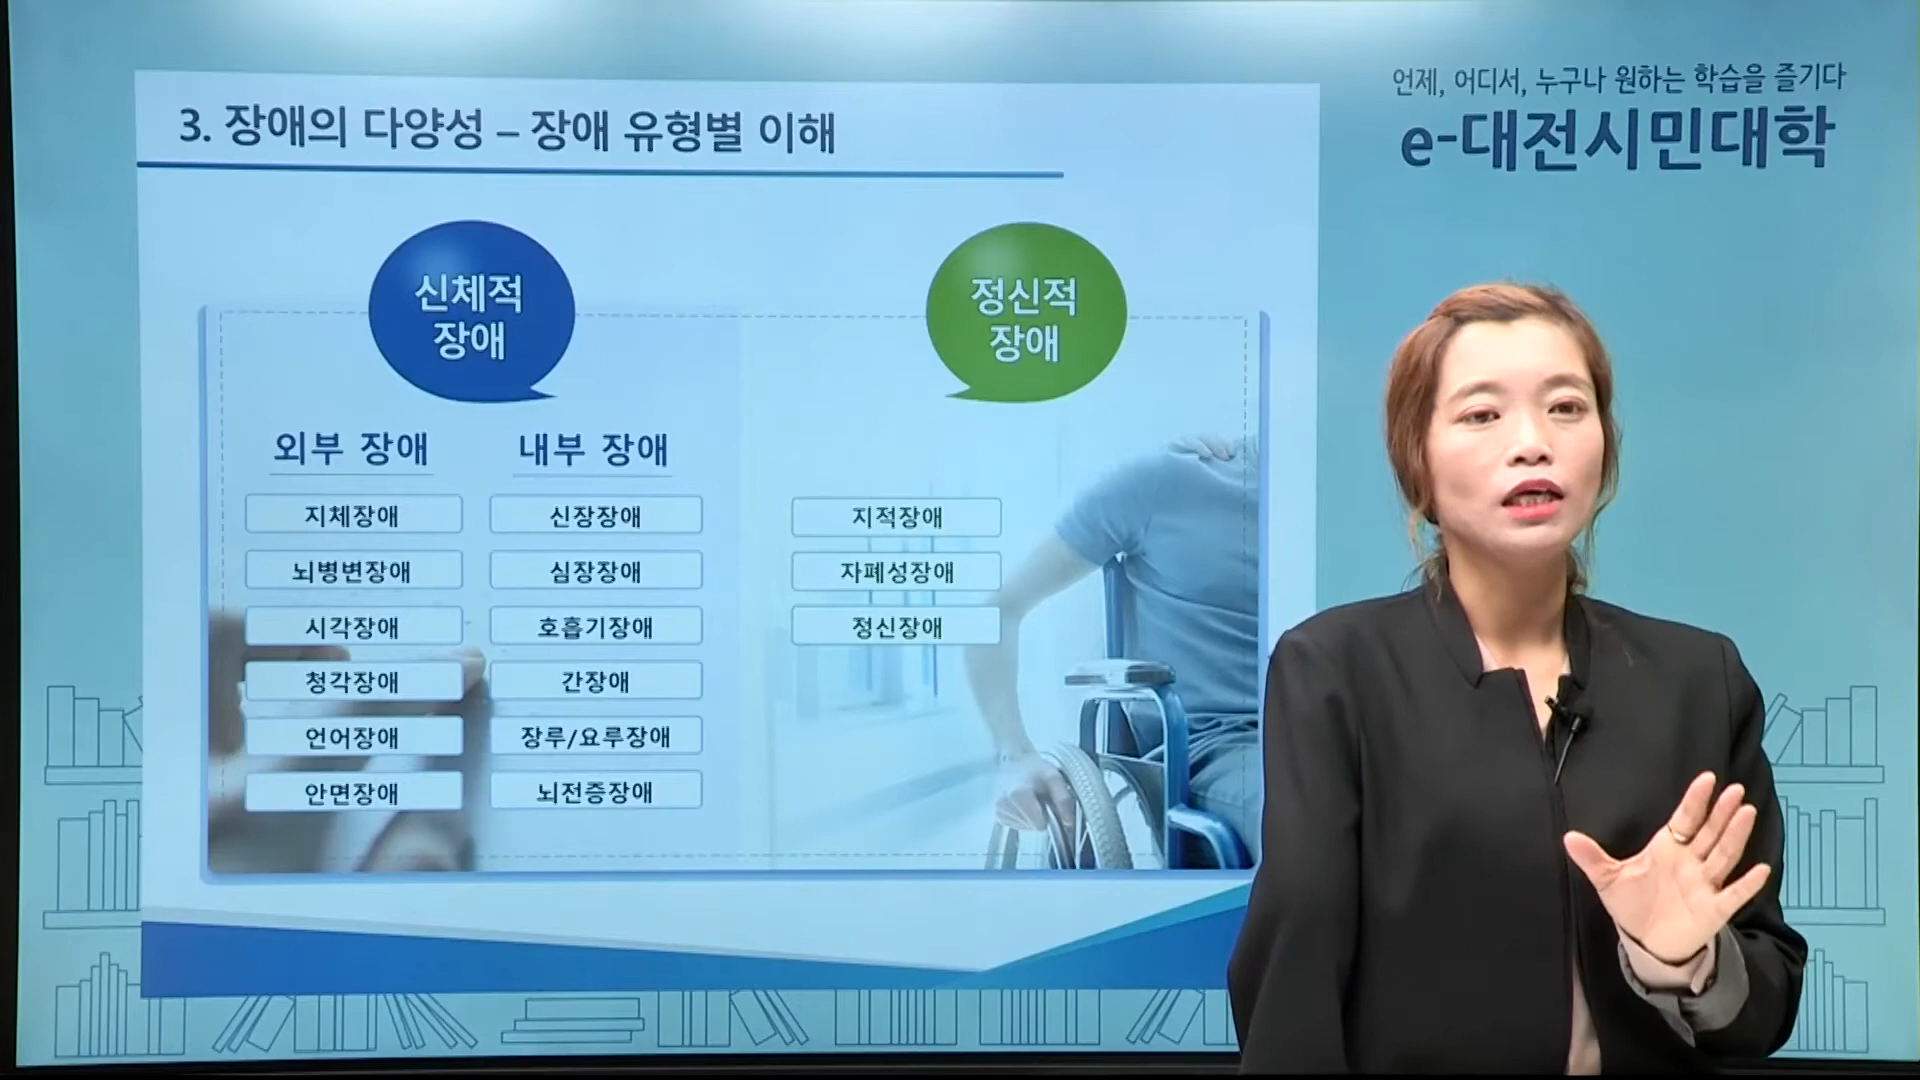 언제, 어디서, 누구나 원하는 학습을 즐기다
e-대전시민대학
3. 장애의 다양성 – 장애 유형별 이해
신체적
장애
정신적
장애
외부 장애
내부 장애
지체장애
뇌병변장애
시각장애
청각장애
언어장애
안면장애
신장장애
심장장애
호흡기장애
간장애
장루/요루장애
뇌전증장애
지적장애
자폐성장애
정신장애